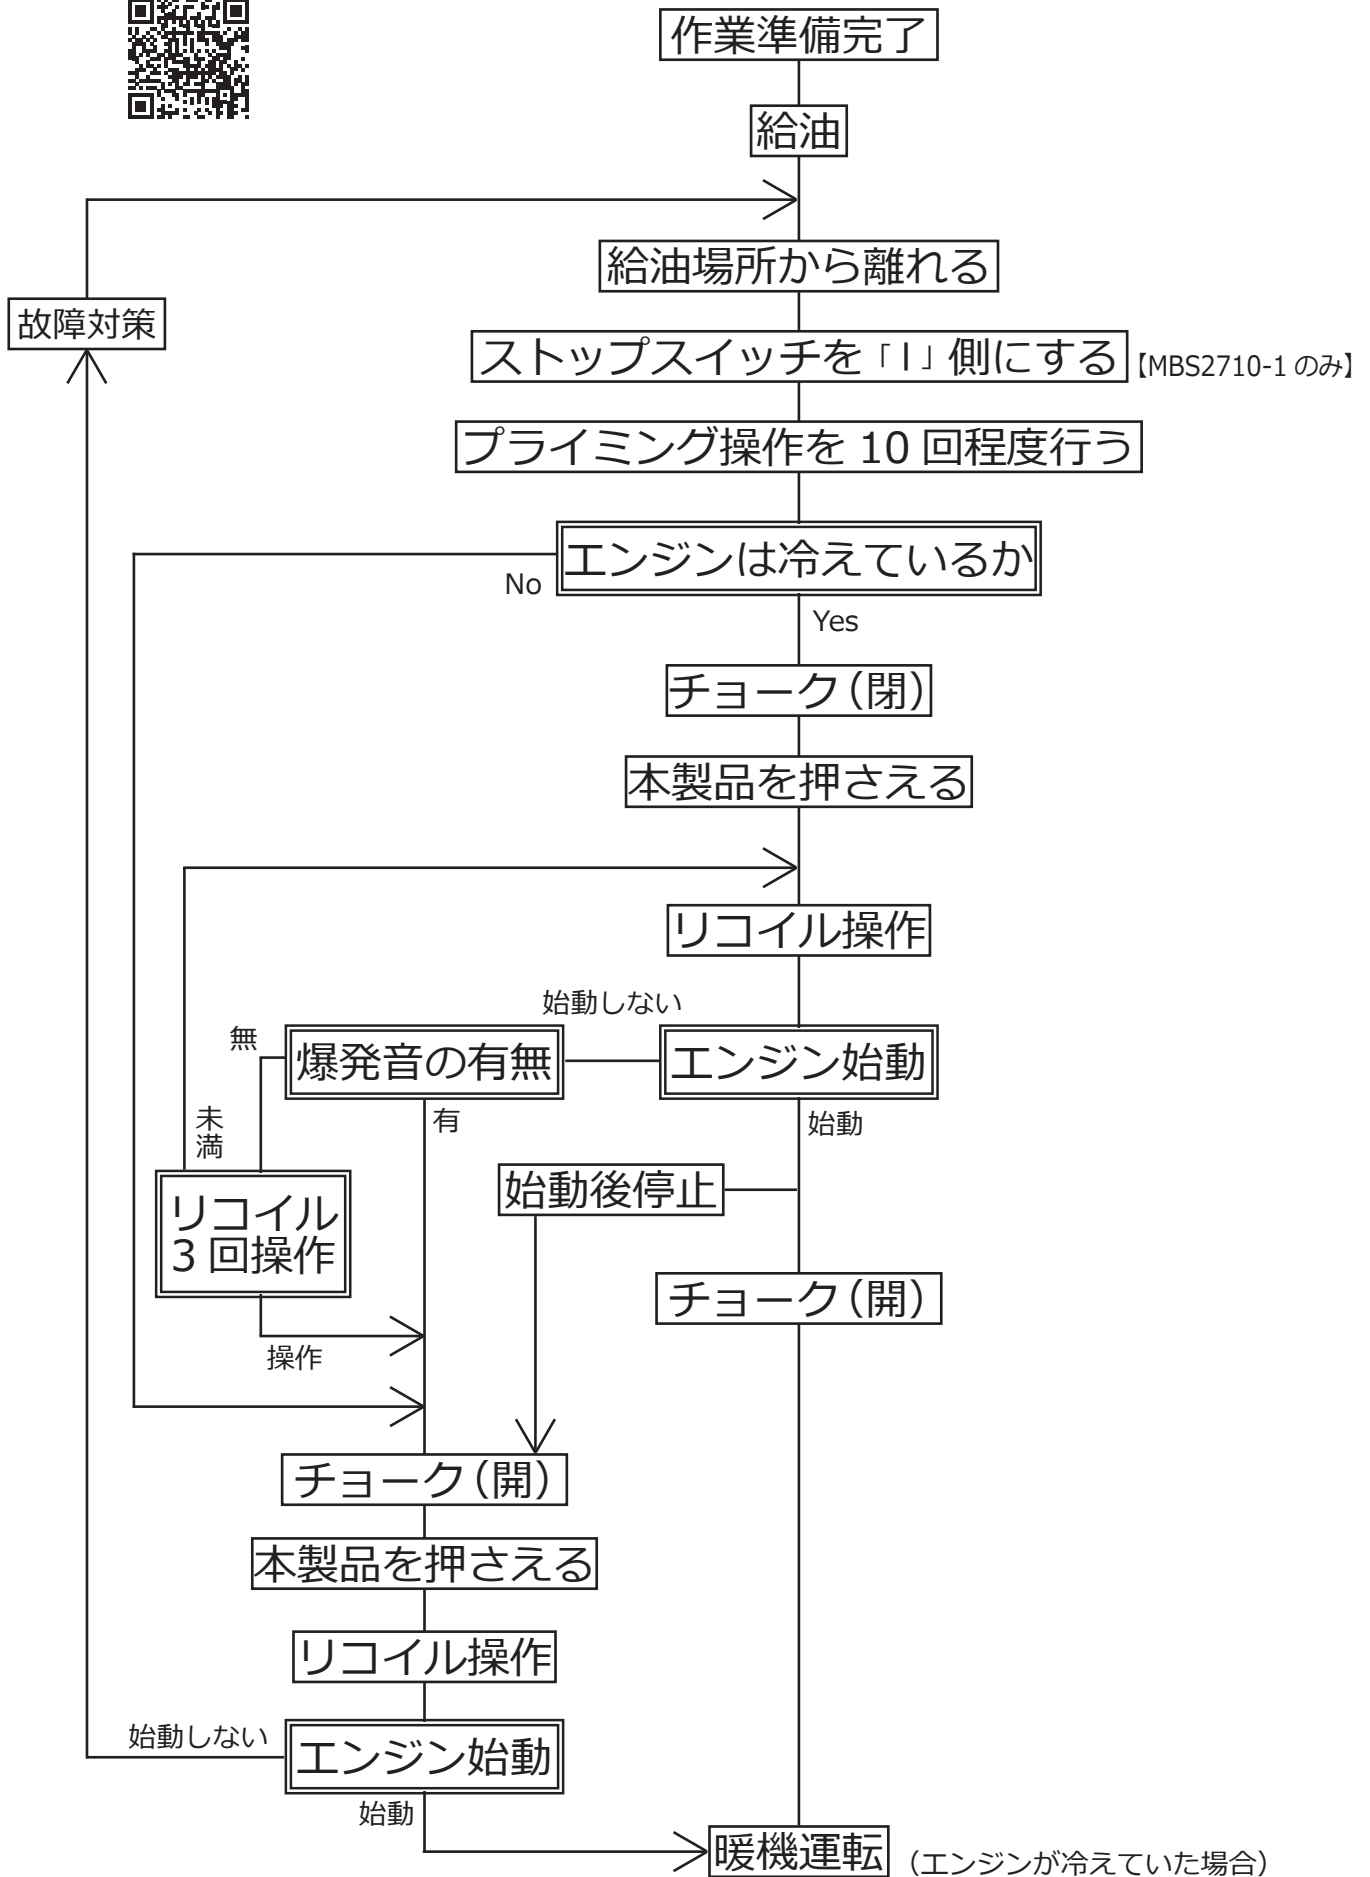 作業準備完了
給油
給油場所から離れる
故障対策
ストップスイッチを「I」側にする
【MBS2710-1 のみ】
プライミング操作を 10 回程度行う
エンジンは冷えているか
No
Yes
チョーク(閉)
本製品を押さえる
リコイル操作
始動しない
無
爆発音の有無
エンジン始動
未満
有
始動
始動後停止
リコイル
3 回操作
チョーク(開)
操作
チョーク(開)
本製品を押さえる
リコイル操作
始動しない
エンジン始動
始動
暖機運転
(エンジンが冷えていた場合)